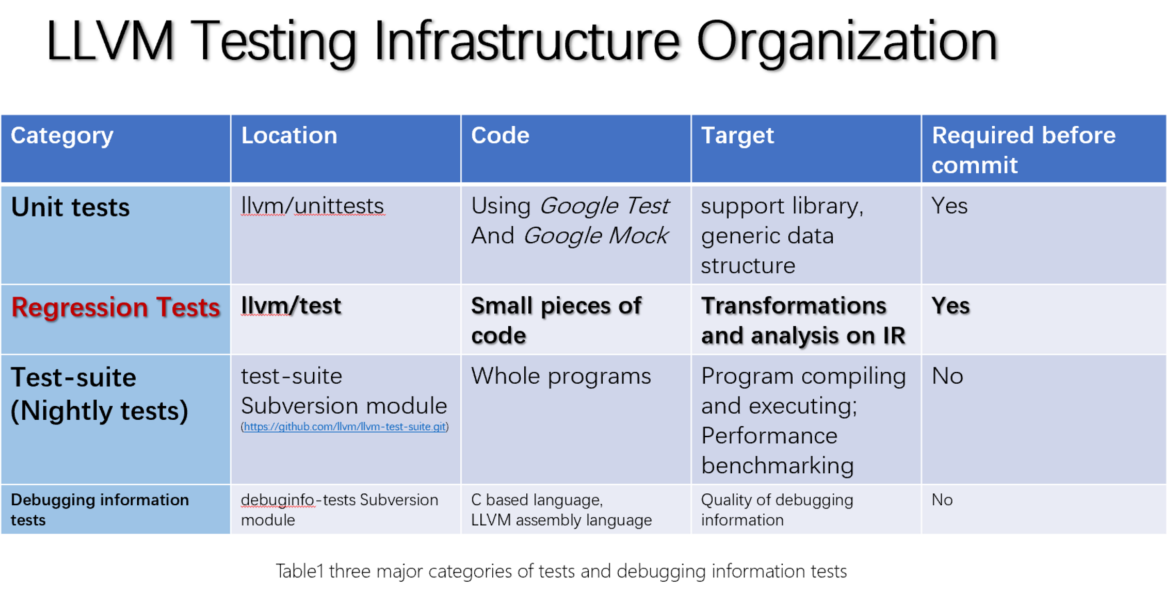 LLVM Testing Infrastructure Organization
Category
Location
Code
Target
Required before
commit
Unit tests
llvm/unittests
Using Google Test
And Google Mock
support library,
generic data
structure
Yes
Regression Tests
llvm/test
Small pieces of
code
Transformations
and analysis on IR
Yes
Test-suite
(Nightly tests)
test-suite
Subversion module
(https://github.com/llvm/llvm-test-suite.git)
Whole programs
Program compiling
and executing;
Performance
benchmarking
No
Debugging information
tests
debuginfo-tests Subversion
module
C based language,
LLVM assembly language
Quality of debugging
information
No
Table1 three major categories of tests and debugging information tests